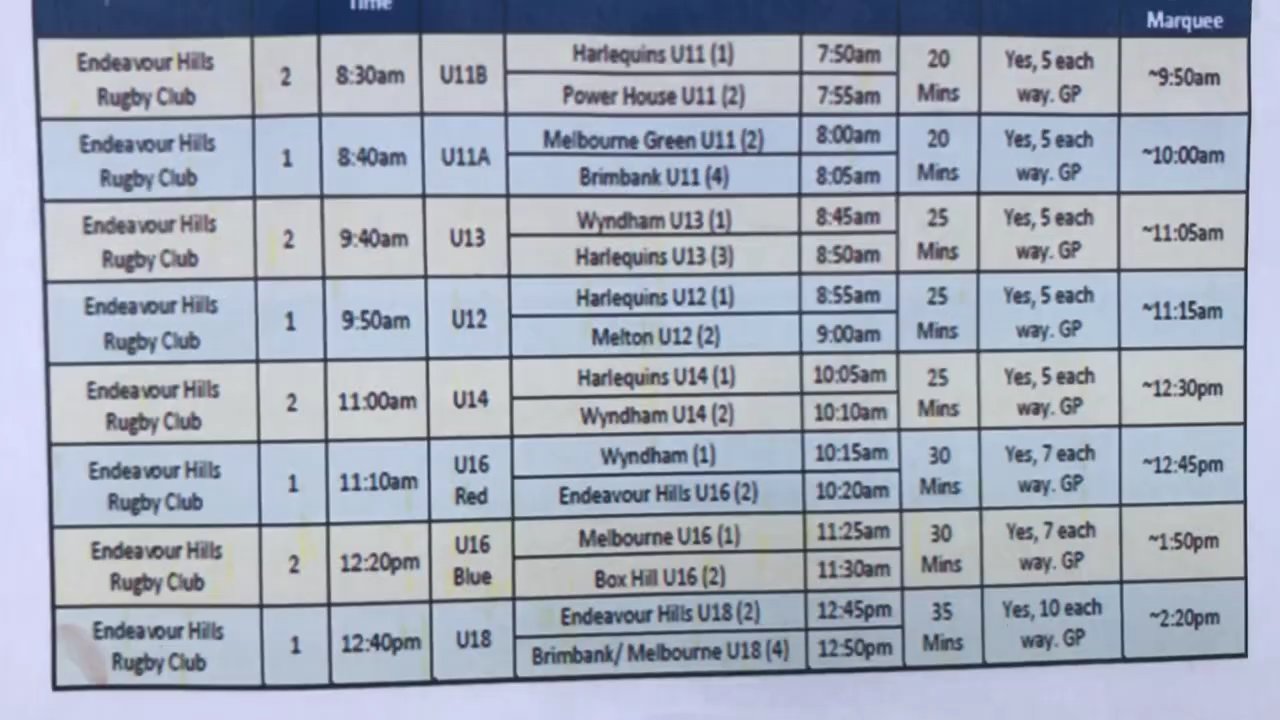 Time
Marquee
Endeavour Hills
Rugby Club
2
8:30am
U11B
Harlequins U11 (1)
7:50am
Power House U11 (2)
7:55am
20
Mins
Yes, 5 each
way. GP
~9:50am
Endeavour Hills
Rugby Club
1
8:40am
U11A
Melbourne Green U11 (2)
8:00am
Brimbank U11 (4)
8:05am
20
Mins
Yes, 5 each
way. GP
~10:00am
Endeavour Hills
Rugby Club
2
9:40am
U13
Wyndham U13 (1)
8:45am
Harlequins U13 (3)
8:50am
25
Mins
Yes, 5 each
way. GP
~11:05am
Endeavour Hills
Rugby Club
1
9:50am
U12
Harlequins U12 (1)
8:55am
Melton U12 (2)
9:00am
25
Mins
Yes, 5 each
way. GP
~11:15am
Endeavour Hills
Rugby Club
2
11:00am
U14
Harlequins U14 (1)
10:05am
Wyndham U14 (2)
10:10am
25
Mins
Yes, 5 each
way. GP
~12:30pm
Endeavour Hills
Rugby Club
1
11:10am
U16
Red
Wyndham (1)
10:15am
Endeavour Hills U16 (2)
10:20am
30
Mins
Yes, 7 each
way. GP
~12:45pm
Endeavour Hills
Rugby Club
2
12:20pm
U16
Blue
Melbourne U16 (1)
11:25am
Box Hill U16 (2)
11:30am
30
Mins
Yes, 7 each
way. GP
~1:50pm
Endeavour Hills
Rugby Club
1
12:40pm
U18
Endeavour Hills U18 (2)
12:45pm
Brimbank/ Melbourne U18 (4)
12:50pm
35
Mins
Yes, 10 each
way. GP
~2:20pm